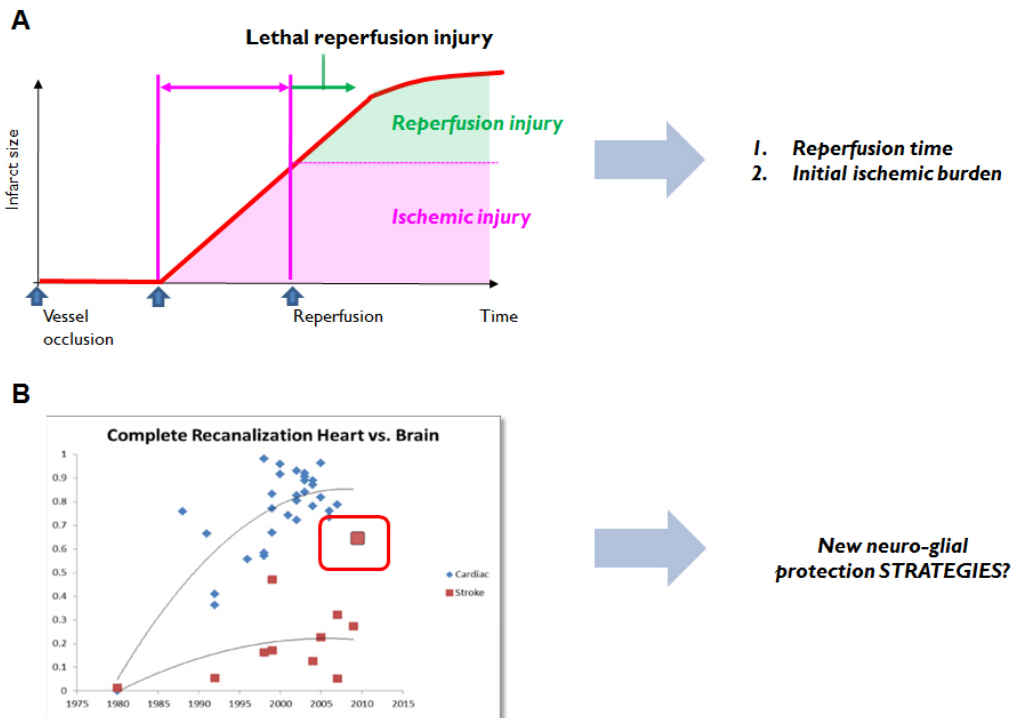 A
Lethal reperfusion injury
Infarct size
Reperfusion injury
Ischemic injury
Vessel
occlusion
Reperfusion
Time
1. Reperfusion time
2. Initial ischemic burden
B
Complete Recanalization Heart vs. Brain
1
0.9
0.8
0.7
0.6
0.5
0.4
0.3
0.2
0.1
0
1975 1980 1985 1990 1995 2000 2005 2010 2015
Cardiac
Stroke
New neuro-glial
protection STRATEGIES?